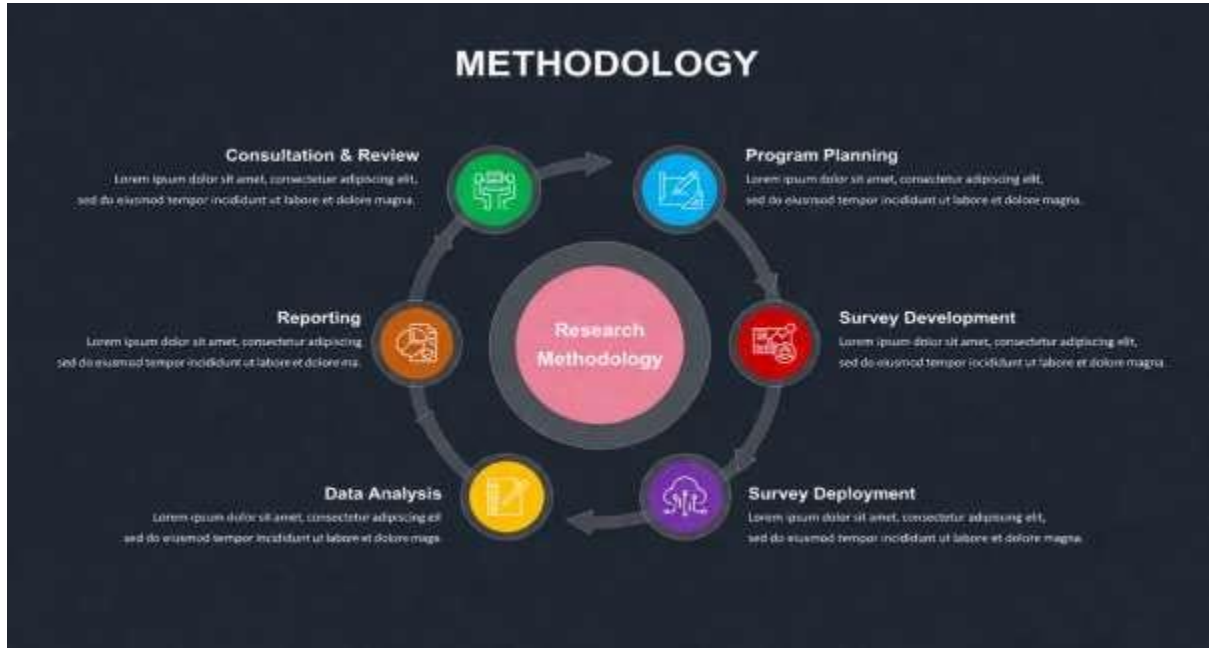 METHODOLOGY
Consultation & Review
Lorem ipsum dolor sit amet, consectetur adipiscing elit,
sed do eiusmod tempor incididunt ut labore et dolore magna.
Program Planning
Lorem ipsum dolor sit amet, consectetur adipiscing elit,
sed do eiusmod tempor incididunt ut labore et dolore magna.
Reporting
Lorem ipsum dolor sit amet, consectetur adipiscing
sed do eiusmod tempor incididunt ut labore et dolore ma.
Research
Methodology
Survey Development
Lorem ipsum dolor sit amet, consectetur adipiscing elit,
sed do eiusmod tempor incididunt ut labore et dolore magna.
Data Analysis
Lorem ipsum dolor sit amet, consectetur adipiscing
sed do eiusmod tempor incididunt ut labore et dolore
Survey Deployment
Lorem ipsum dolor sit amet, consectetur adipiscing elit,
sed do eiusmod tempor incididunt ut labore et dolore magna.